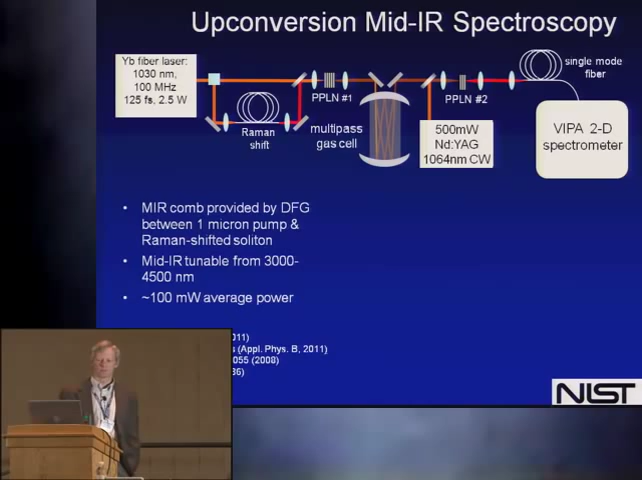 Upconversion Mid-IR Spectroscopy
Yb fiber laser:
1030 nm,
100 MHz
125 fs, 2.5 W
Raman
shift
PPLN #1
multipass
gas cell
500mW
Nd:YAG
1064nm CW
PPLN #2
single mode
fiber
VIPA 2-D
spectrometer
• MIR comb provided by DFG
between 1 micron pump &
Raman-shifted soliton
• Mid-IR tunable from 3000-
4500 nm
• ~100 mW average power
011)
s (Appl. Phys. B, 2011)
055 (2008)
36)
NIST